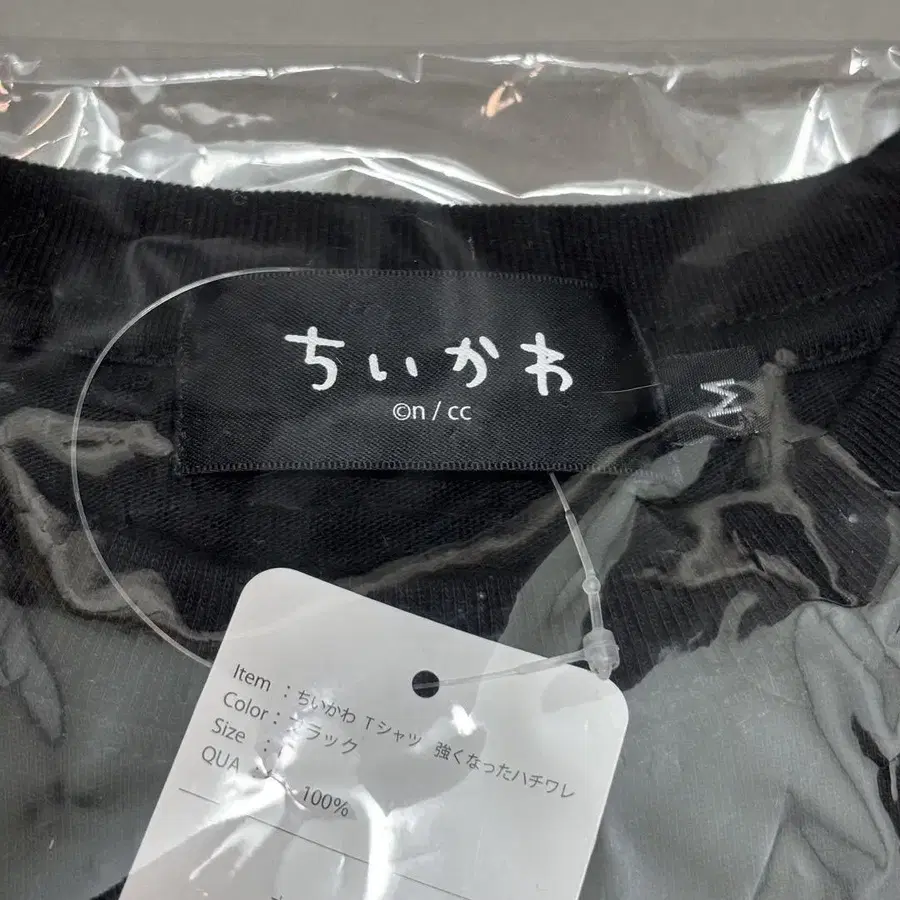 ちいかわ
©n / cc
M
Item : ちいかわ Tシャツ 強くなったハチワレ
Color : ブラック
Size :
QUA : 100%